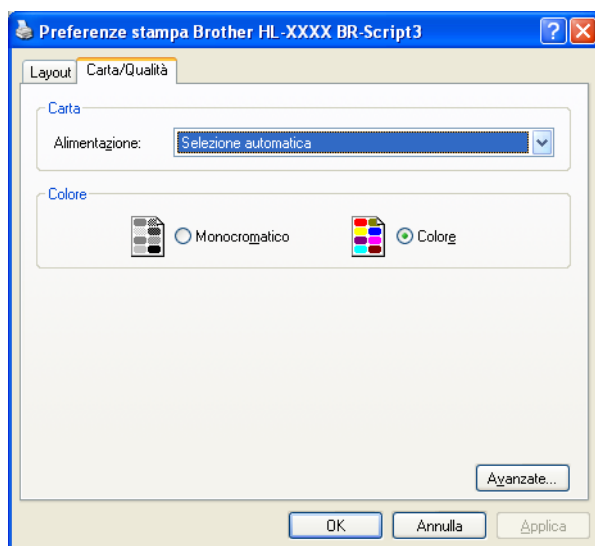 Preferenze stampa Brother HL-XXXX BR-Script3
Layout Carta/Qualità
Carta
Alimentazione: Selezione automatica
Colore
Monocromatico Colore
Avanzate...
OK Annulla Applica